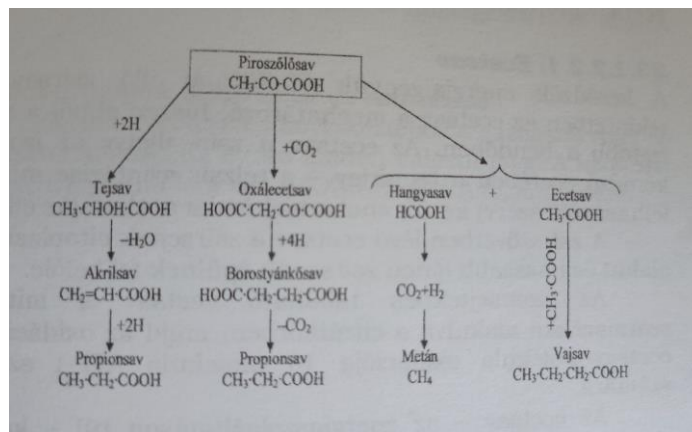 Piroszőlősav
CH₃·CO·COOH
+2H
+CO₂
Tejsav
CH₃·CHOH·COOH
–H₂O
Akrilsav
CH₂=CH·COOH
+2H
Propionsav
CH₃·CH₂·COOH
Oxálecetsav
HOOC·CH₂·CO·COOH
+4H
Borostyánkősav
HOOC·CH₂·CH₂·COOH
–CO₂
Propionsav
CH₃·CH₂·COOH
Hangyasav
HCOOH
CO₂+H₂
Metán
CH₄
+
Ecetsav
CH₃·COOH
CH₃·COOH
Vajsav
CH₃·CH₂·CH₂·COOH